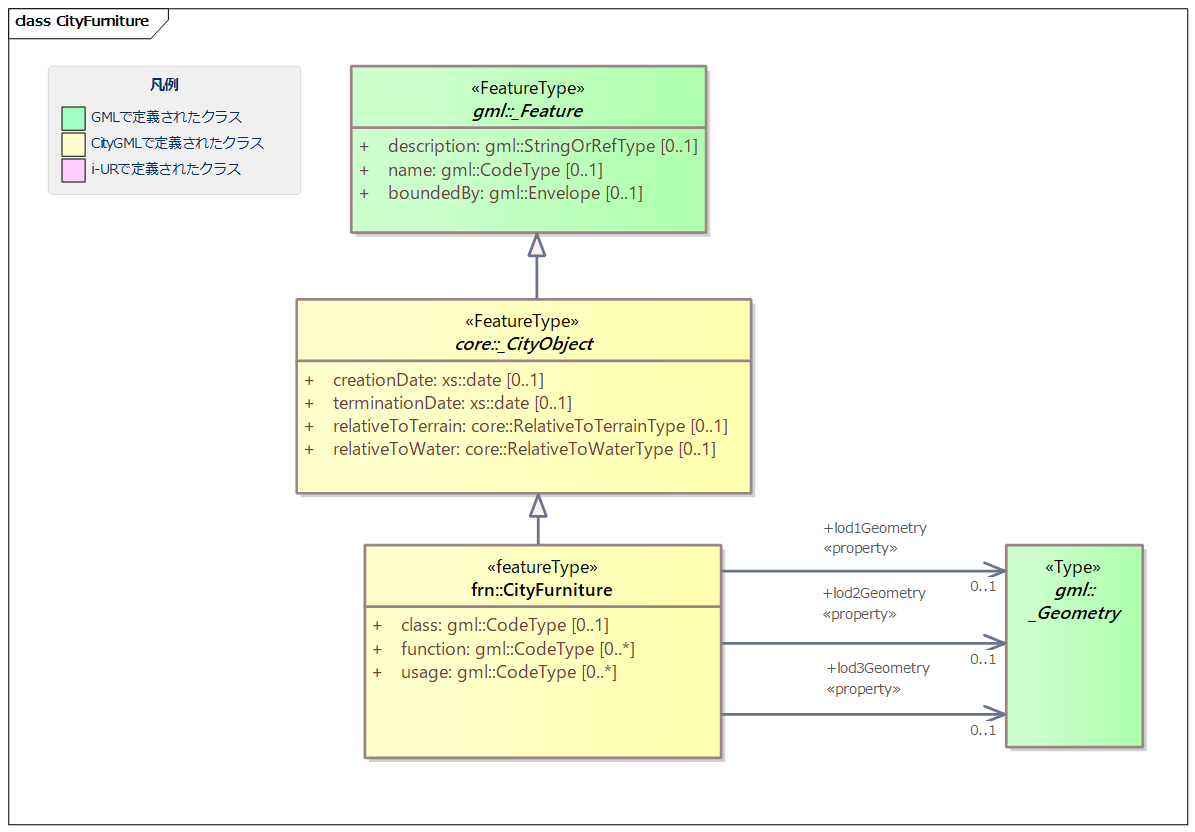 class CityFurniture
凡例
GMLで定義されたクラス
CityGMLで定義されたクラス
i-URで定義されたクラス
«FeatureType»
gml::_Feature
+ description: gml::StringOrRefType [0..1]
+ name: gml::CodeType [0..1]
+ boundedBy: gml::Envelope [0..1]
«FeatureType»
core::_CityObject
+ creationDate: xs::date [0..1]
+ terminationDate: xs::date [0..1]
+ relativeToTerrain: core::RelativeToTerrainType [0..1]
+ relativeToWater: core::RelativeToWaterType [0..1]
«featureType»
frn::CityFurniture
+ class: gml::CodeType [0..1]
+ function: gml::CodeType [0..*]
+ usage: gml::CodeType [0..*]
+lod1Geometry
«property»
0..1
+lod2Geometry
«property»
0..1
+lod3Geometry
«property»
0..1
«Type»
gml::
_Geometry